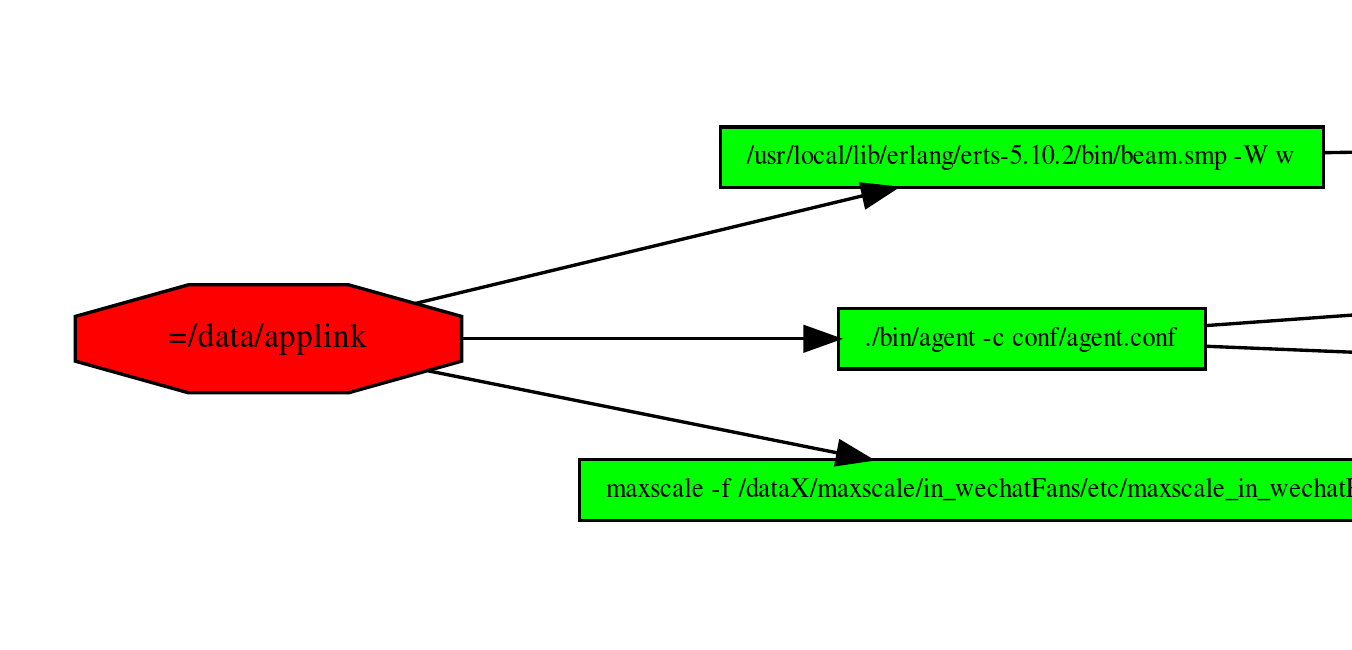 /usr/local/lib/erlang/erts-5.10.2/bin/beam.smp -W w
=/data/applink
./bin/agent -c conf/agent.conf
maxscale -f /dataX/maxscale/in_wechatFans/etc/maxscale_in_wechat